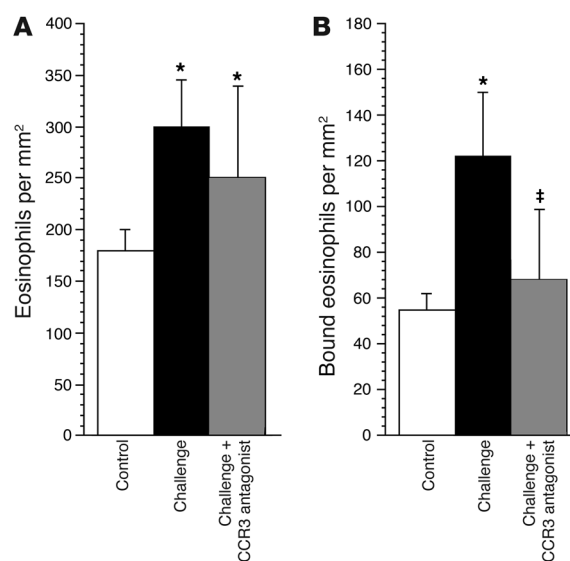 A
Eosinophils per mm²
400
350
300
250
200
150
100
50
0
*
*
Control
Challenge
Challenge +
CCR3 antagonist
B
Bound eosinophils per mm²
180
160
140
120
100
80
60
40
20
0
*
‡
Control
Challenge
Challenge +
CCR3 antagonist